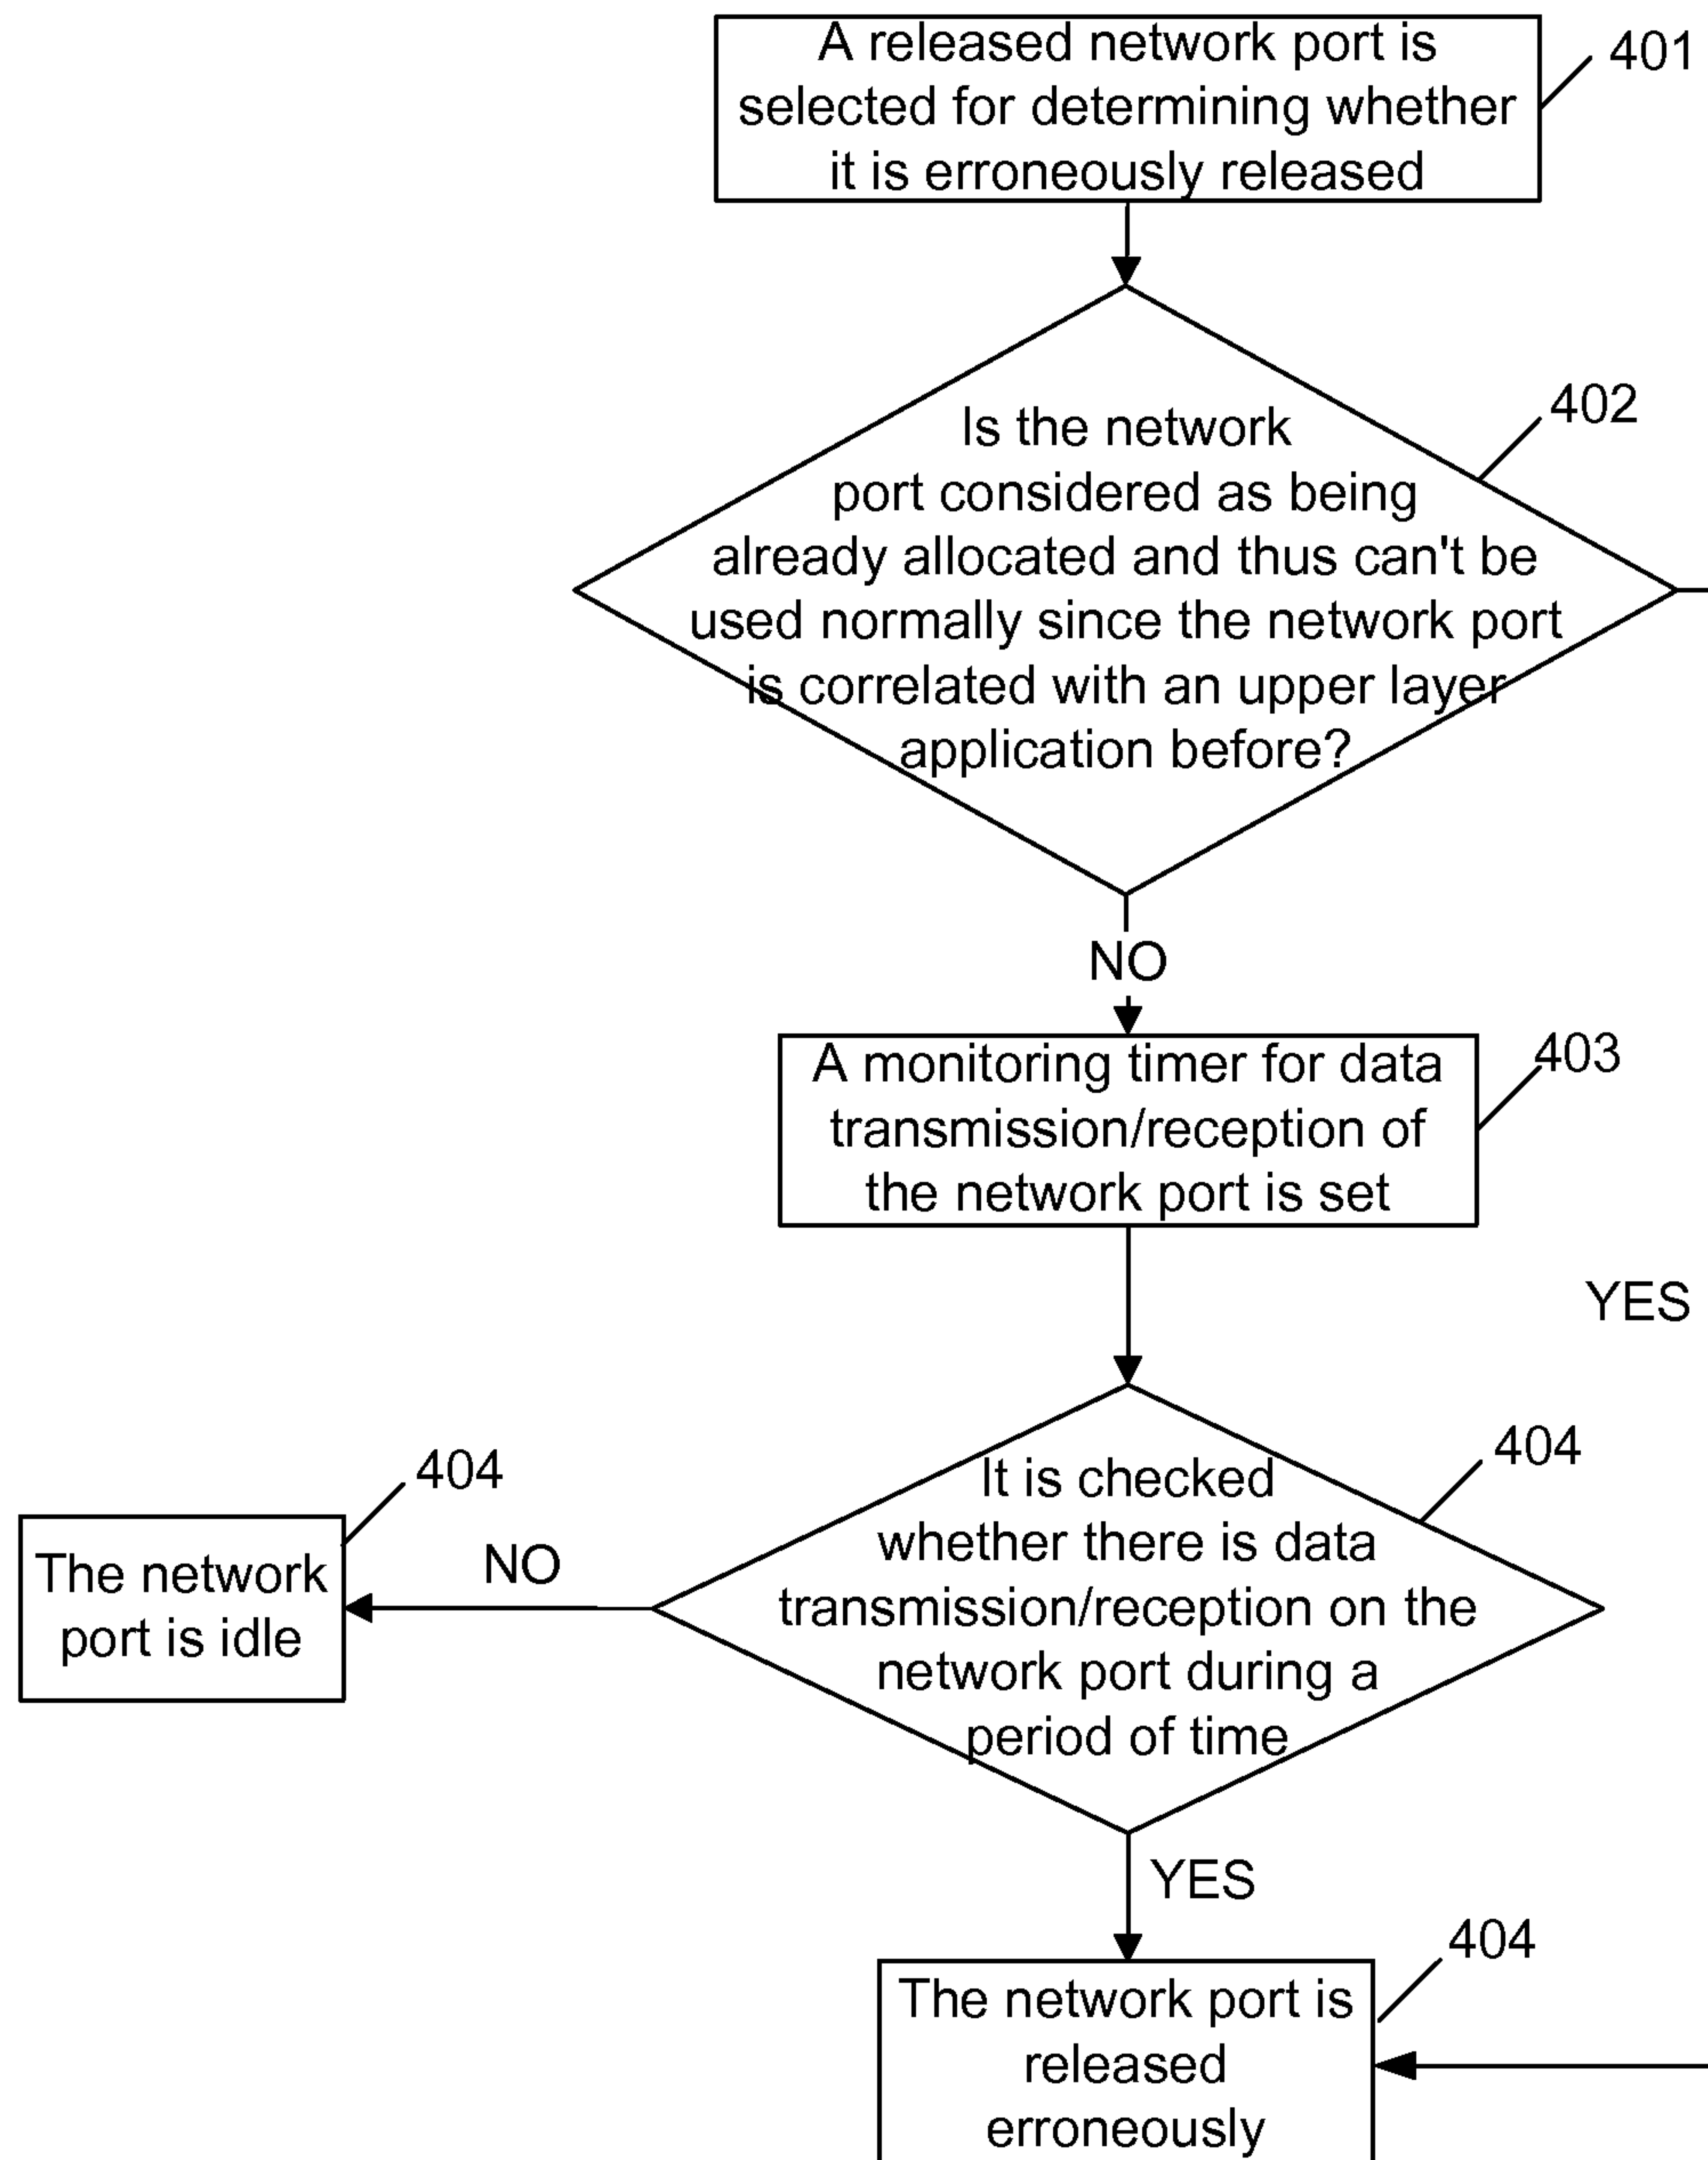 A released network port is
selected for determining whether
it is erroneously released
401
Is the network
port considered as being
already allocated and thus can't be
used normally since the network port
is correlated with an upper layer
application before?
402
NO
A monitoring timer for data
transmission/reception of
the network port is set
403
YES
It is checked
whether there is data
transmission/reception on the
network port during a
period of time
404
NO
The network
port is idle
404
YES
The network port is
released
erroneously
404